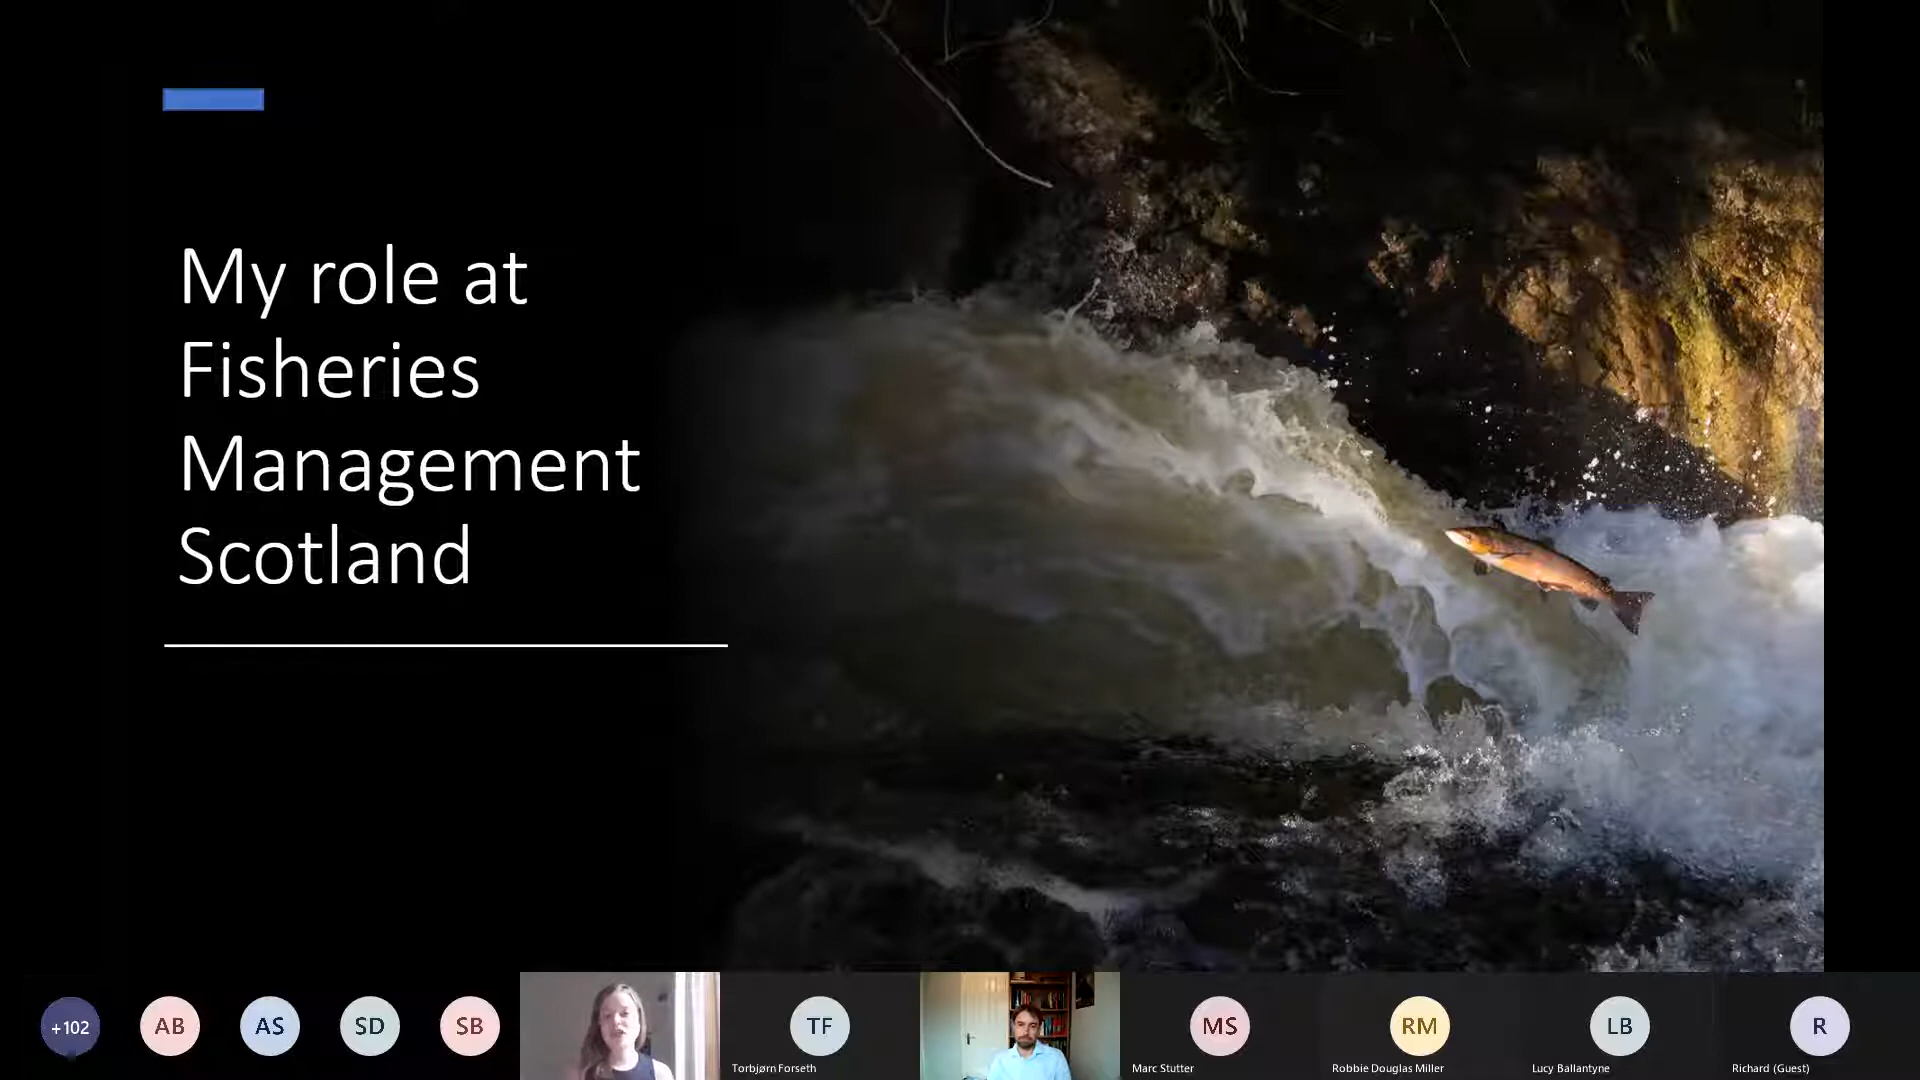 My role at
Fisheries
Management
Scotland
+102
AB
AS
SD
SB
TF
Torbjørn Forseth
MS
Marc Stutter
RM
Robbie Douglas Miller
LB
Lucy Ballantyne
R
Richard (Guest)